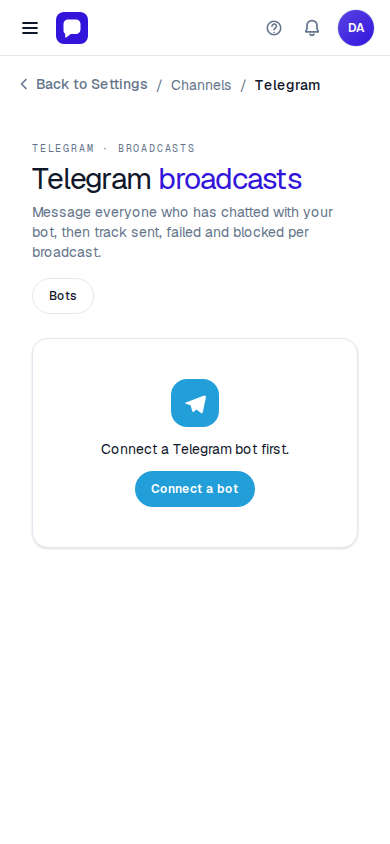 DA
Back to Settings / Channels / Telegram
TELEGRAM · BROADCASTS
Telegram broadcasts
Message everyone who has chatted with your
bot, then track sent, failed and blocked per
broadcast.
Bots
Connect a Telegram bot first.
Connect a bot